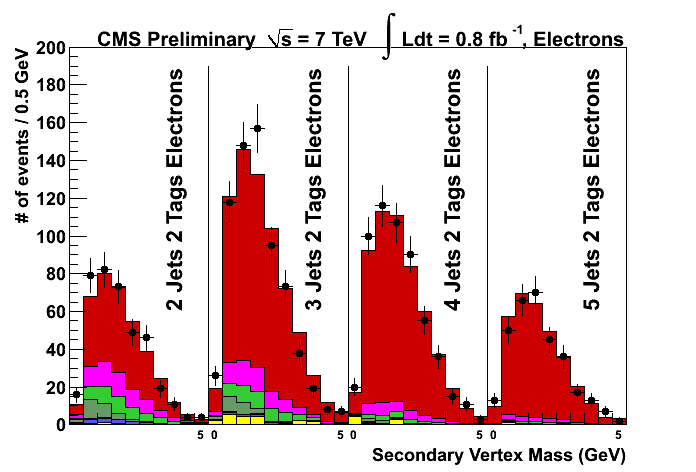 CMS Preliminary √s = 7 TeV ∫ Ldt = 0.8 fb⁻¹, Electrons
# of events / 0.5 GeV
200
180
160
140
120
100
80
60
40
20
0
2 Jets 2 Tags Electrons
3 Jets 2 Tags Electrons
4 Jets 2 Tags Electrons
5 Jets 2 Tags Electrons
5 0 5 0 5 0 5
Secondary Vertex Mass (GeV)